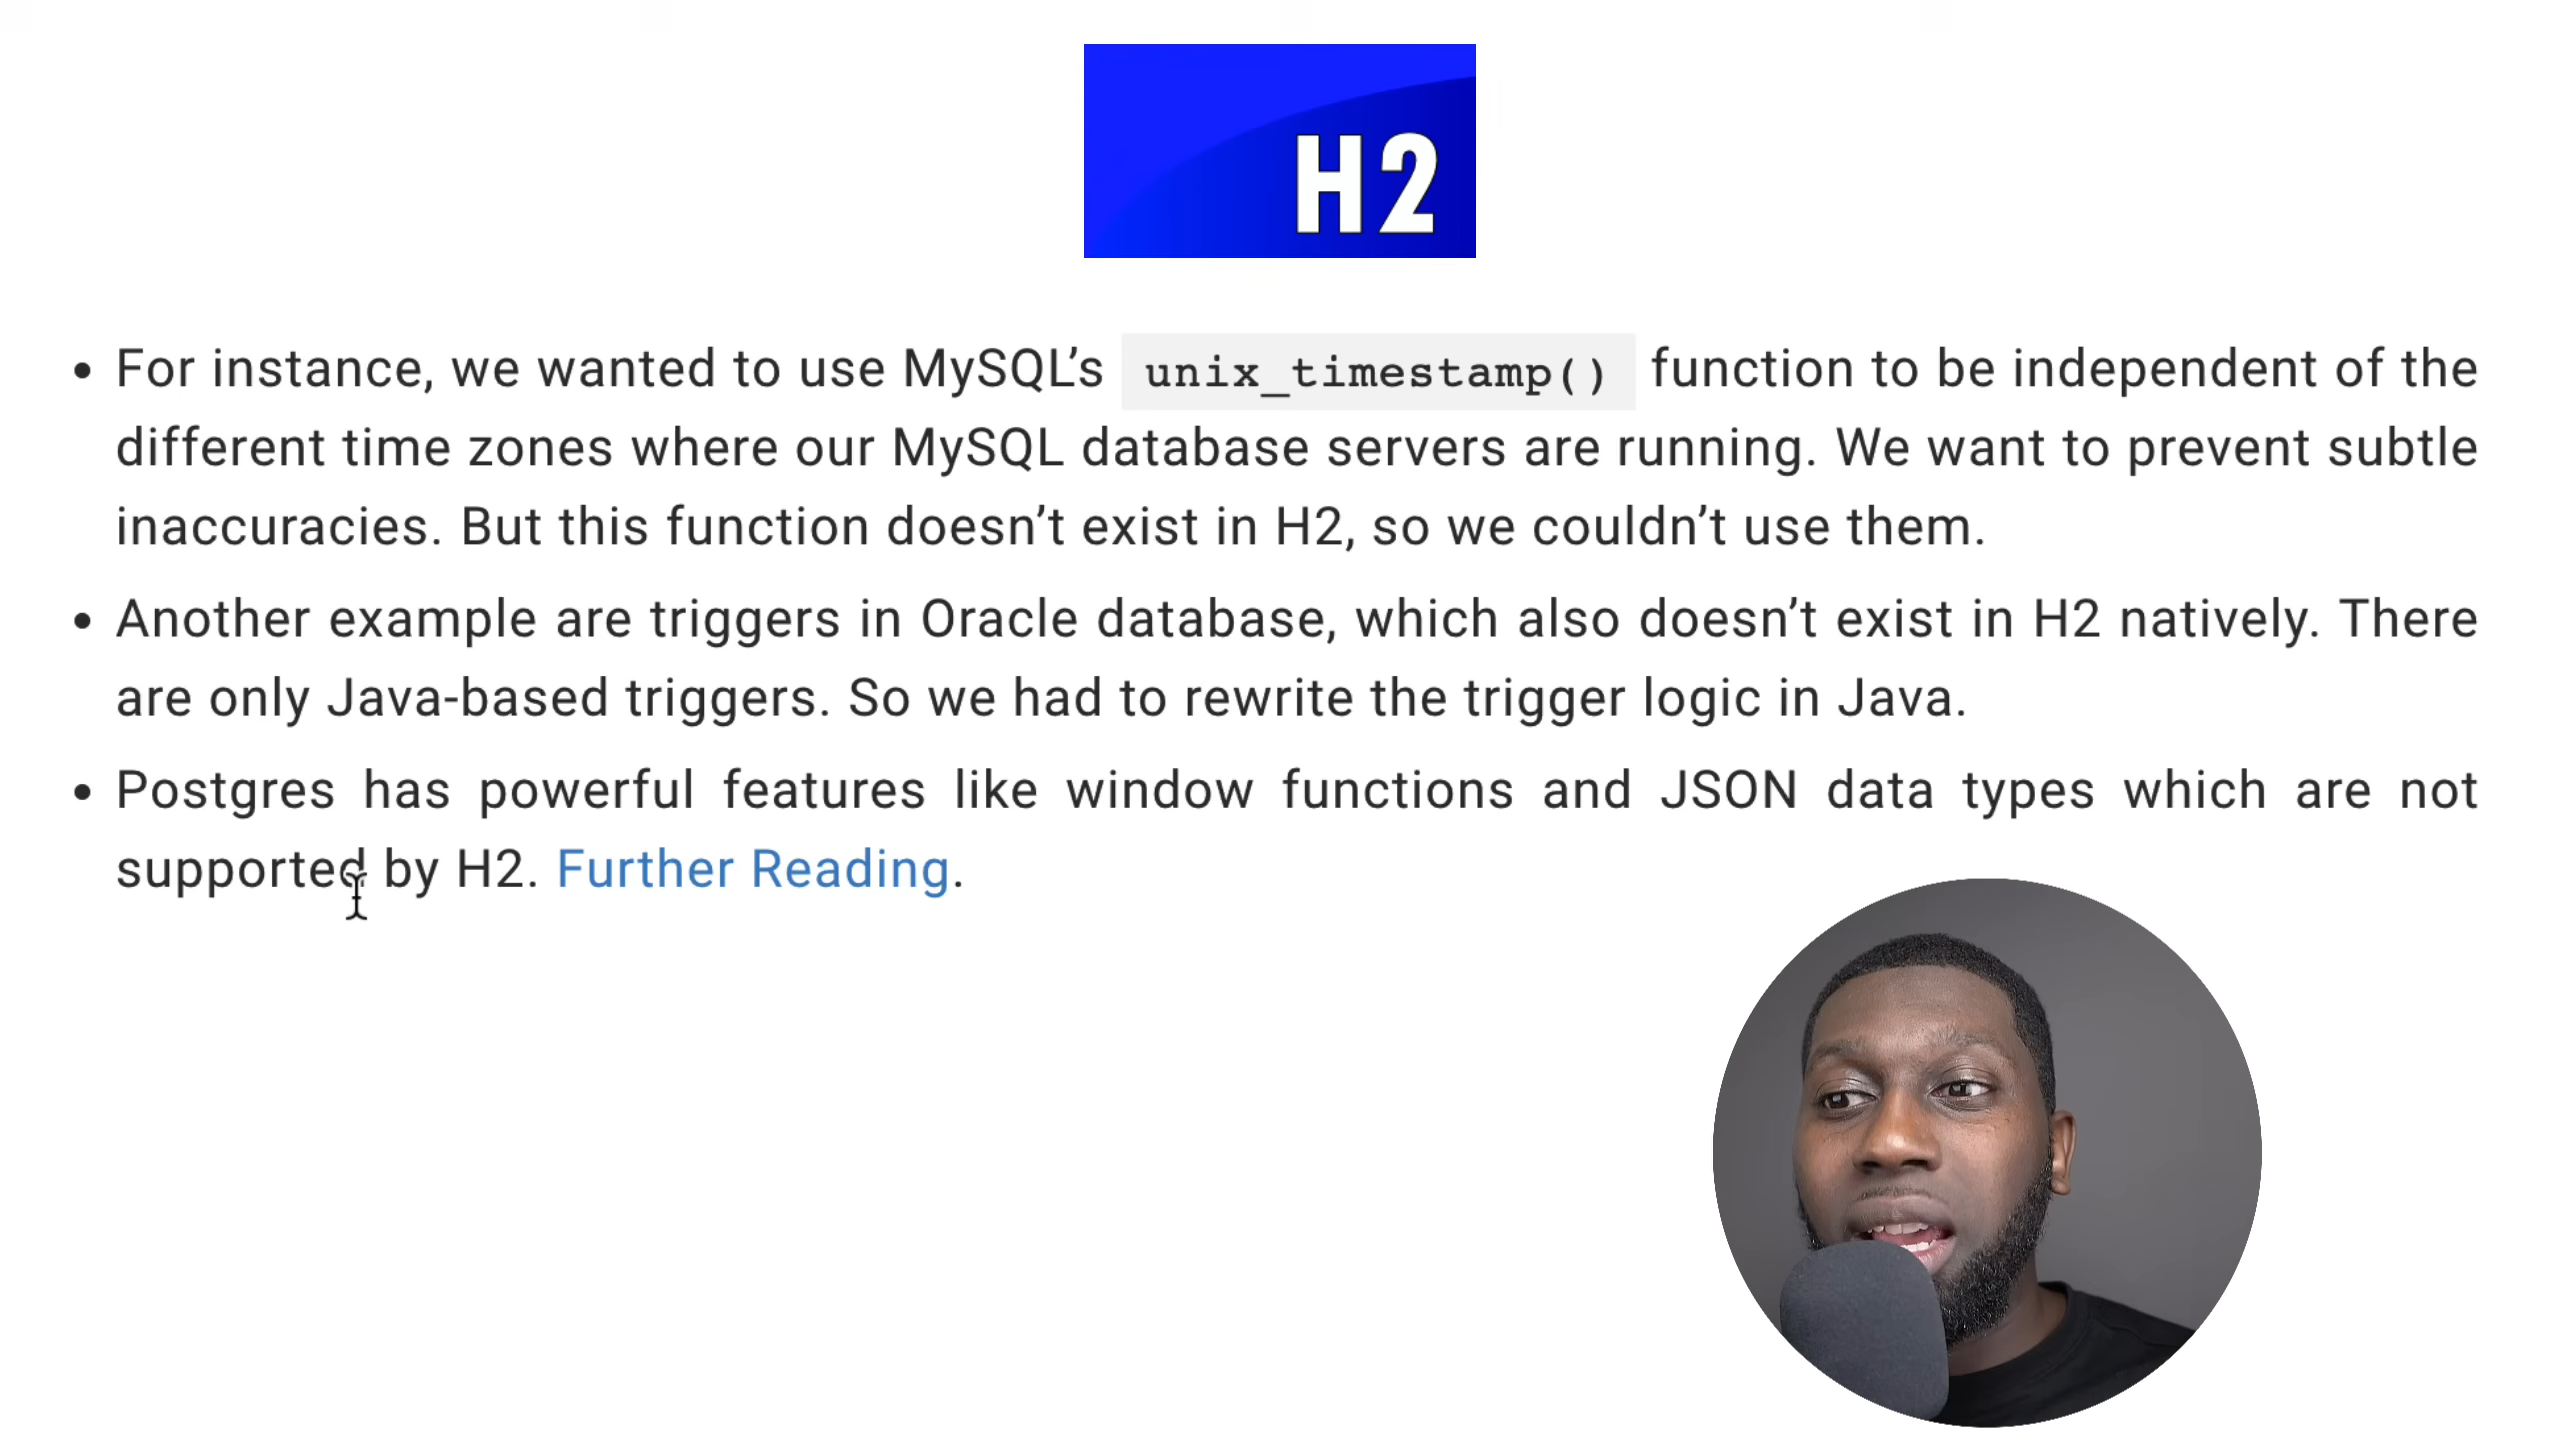 H2
For instance, we wanted to use MySQL’s unix_timestamp() function to be independent of the
different time zones where our MySQL database servers are running. We want to prevent subtle
inaccuracies. But this function doesn’t exist in H2, so we couldn’t use them.
Another example are triggers in Oracle database, which also doesn’t exist in H2 natively. There
are only Java-based triggers. So we had to rewrite the trigger logic in Java.
Postgres has powerful features like window functions and JSON data types which are not
supported by H2. Further Reading.